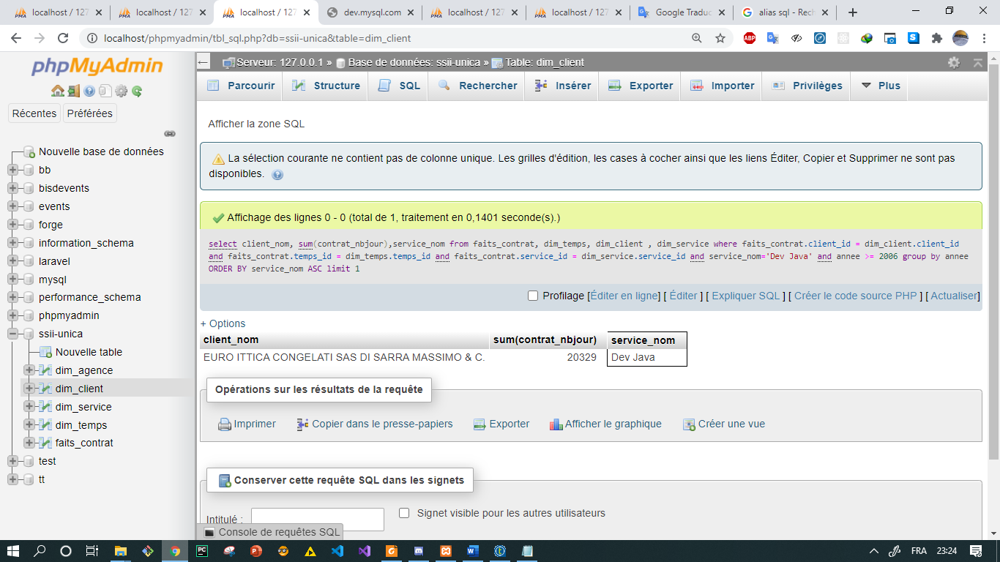 localhost / 127
localhost / 127
localhost / 127
dev.mysql.com
localhost / 127
localhost / 127
Google Traduc
alias sql - Rech
localhost/phpmyadmin/tbl_sql.php?db=ssii-unica&table=dim_client
ABP
phpMyAdmin
Récentes
Préférées
Nouvelle base de données
bb
bisdevents
events
forge
information_schema
laravel
mysql
performance_schema
phpmyadmin
ssii-unica
Nouvelle table
dim_agence
dim_client
dim_service
dim_temps
faits_contrat
test
tt
Serveur: 127.0.0.1 » Base de données: ssii-unica » Table: dim_client
Parcourir
Structure
SQL
Rechercher
Insérer
Exporter
Importer
Privilèges
Plus
Afficher la zone SQL
La sélection courante ne contient pas de colonne unique. Les grilles d'édition, les cases à cocher ainsi que les liens Éditer, Copier et Supprimer ne sont pas
disponibles.
Affichage des lignes 0 - 0 (total de 1, traitement en 0,1401 seconde(s).)
select client_nom, sum(contrat_nbjour),service_nom from faits_contrat, dim_temps, dim_client , dim_service where faits_contrat.client_id = dim_client.client_id
and faits_contrat.temps_id = dim_temps.temps_id and faits_contrat.service_id = dim_service.service_id and service_nom='Dev Java' and annee >= 2006 group by annee
ORDER BY service_nom ASC limit 1
Profilage [Éditer en ligne] [ Éditer ] [ Expliquer SQL ] [ Créer le code source PHP ] [ Actualiser]
+ Options
client_nom
sum(contrat_nbjour)
service_nom
EURO ITTICA CONGELATI SAS DI SARRA MASSIMO & C.
20329
Dev Java
Opérations sur les résultats de la requête
Imprimer
Copier dans le presse-papiers
Exporter
Afficher le graphique
Créer une vue
Conserver cette requête SQL dans les signets
Intitulé :
Signet visible pour les autres utilisateurs
Console de requêtes SQL
FRA
23:24